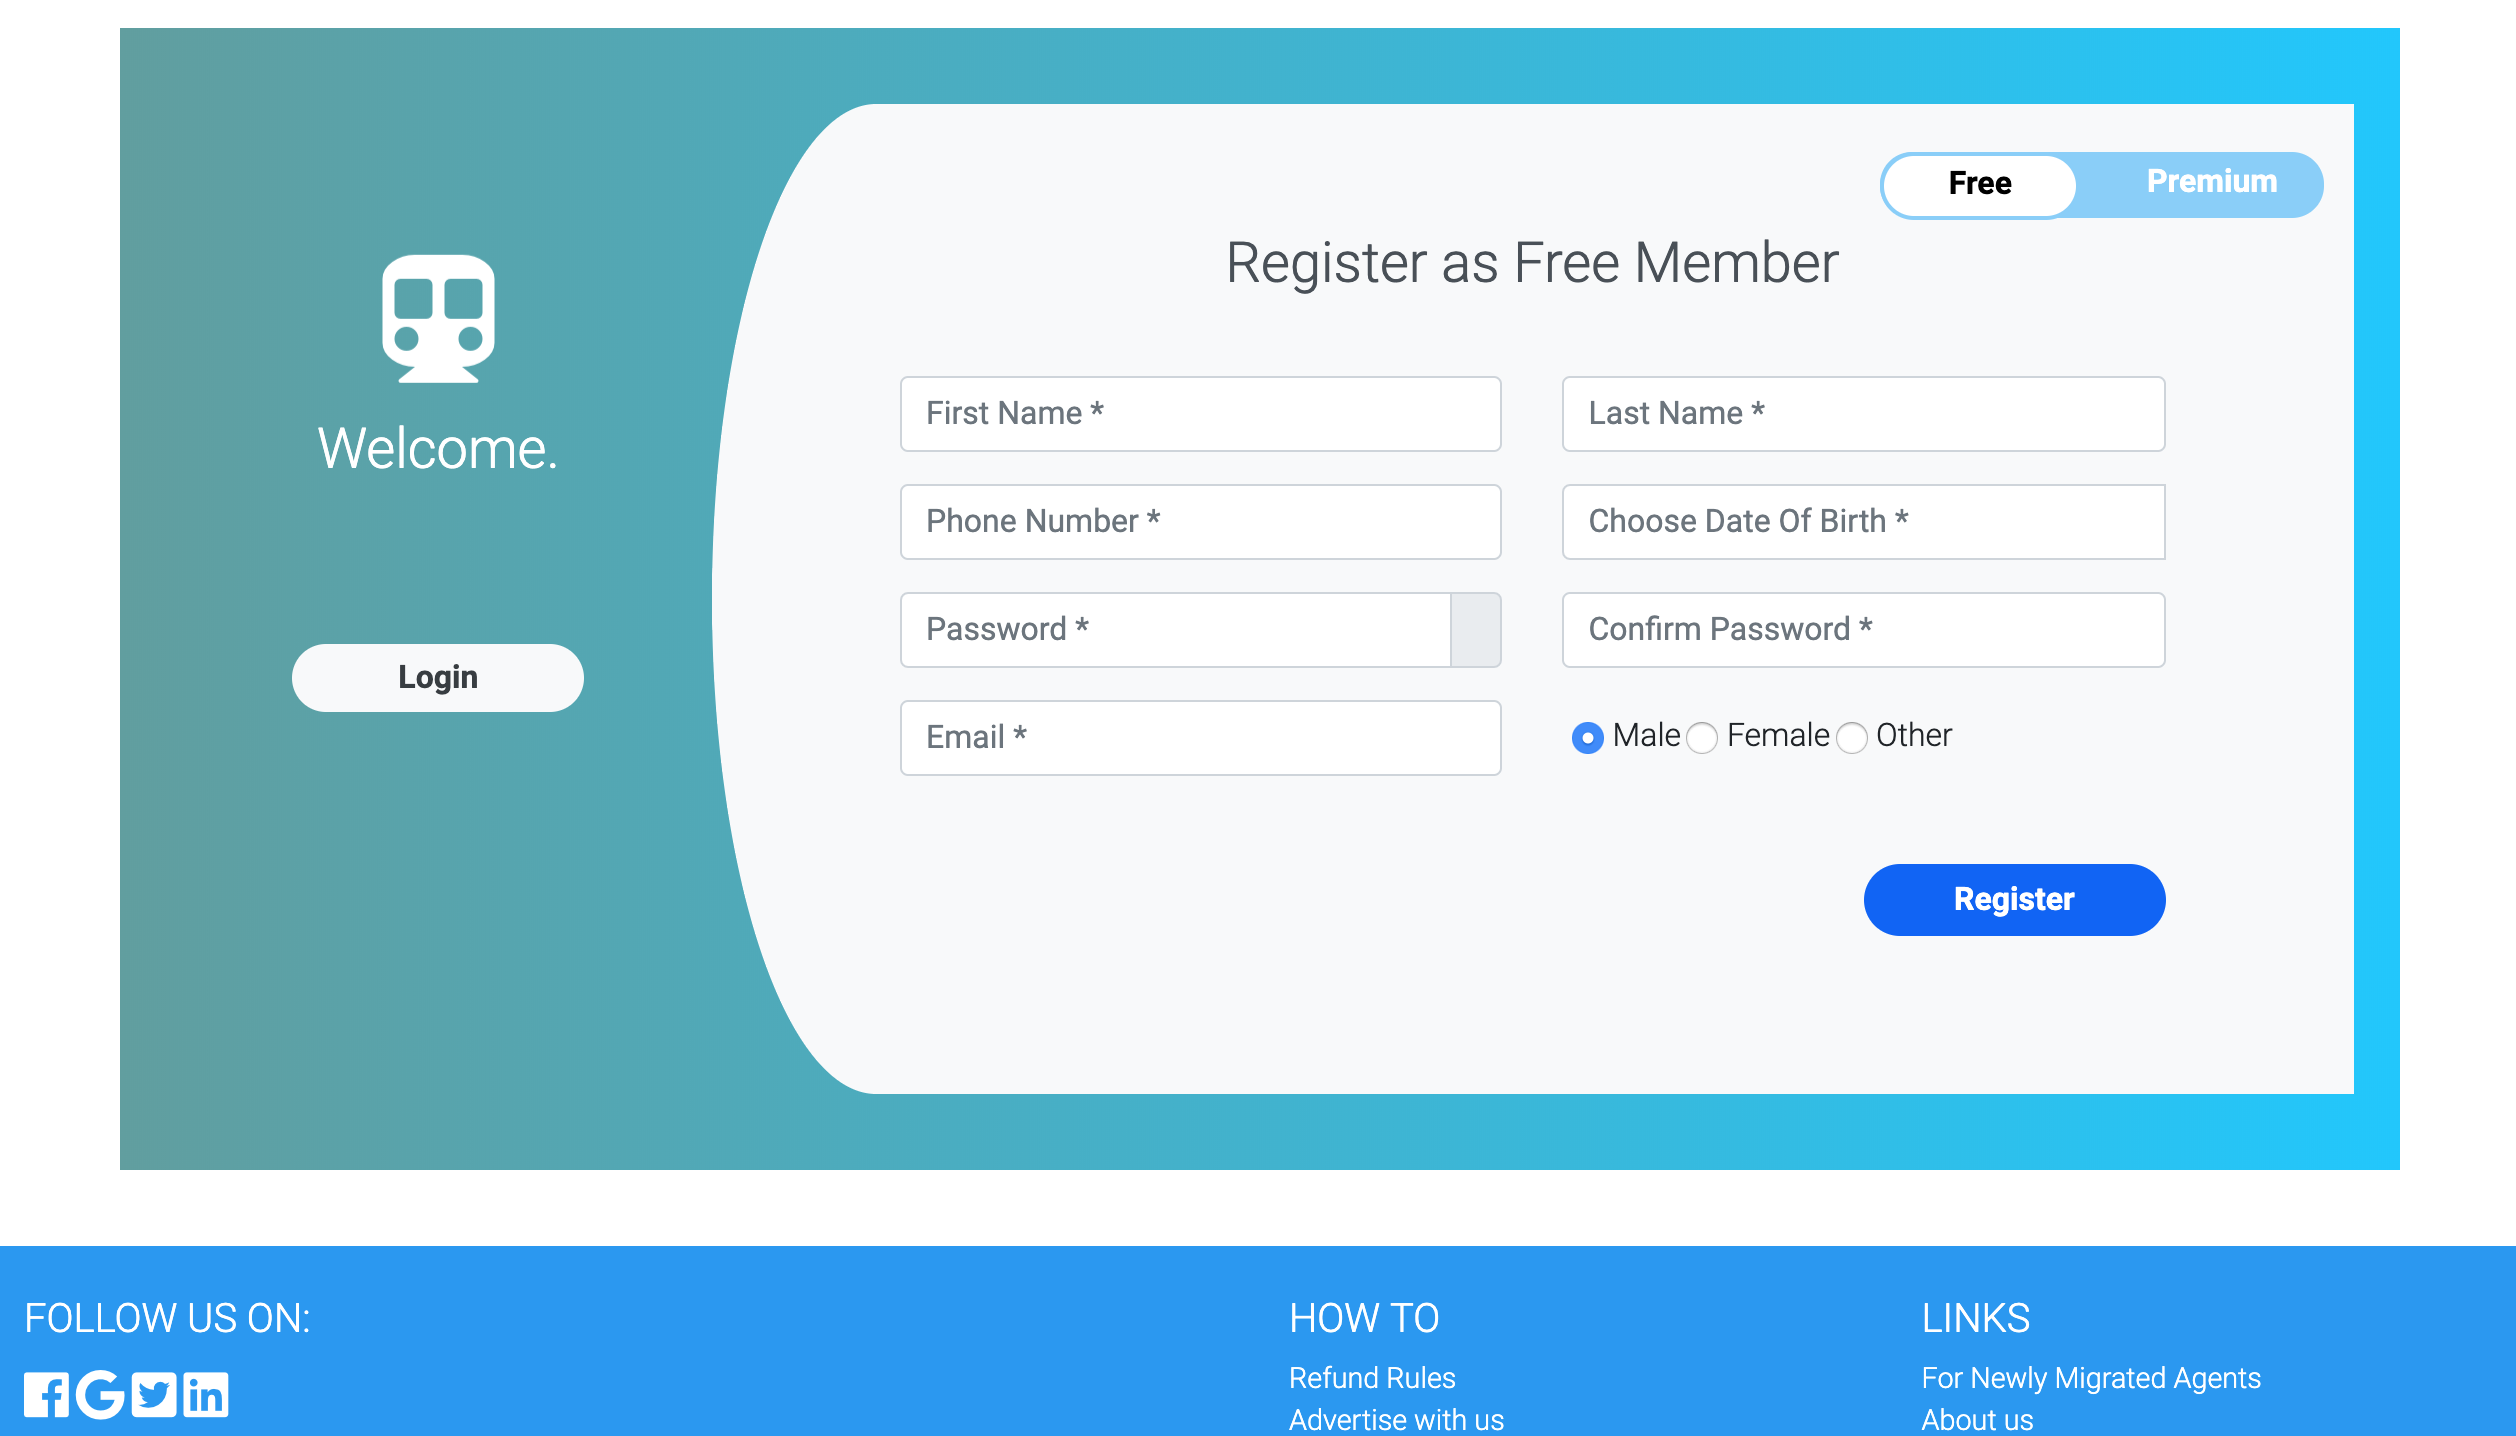 Free
Premium
Register as Free Member
Welcome.
Login
First Name *
Last Name *
Phone Number *
Choose Date Of Birth *
Password *
Confirm Password *
Email *
Male Female Other
Register
FOLLOW US ON:
HOW TO
Refund Rules
Advertise with us
LINKS
For Newly Migrated Agents
About us